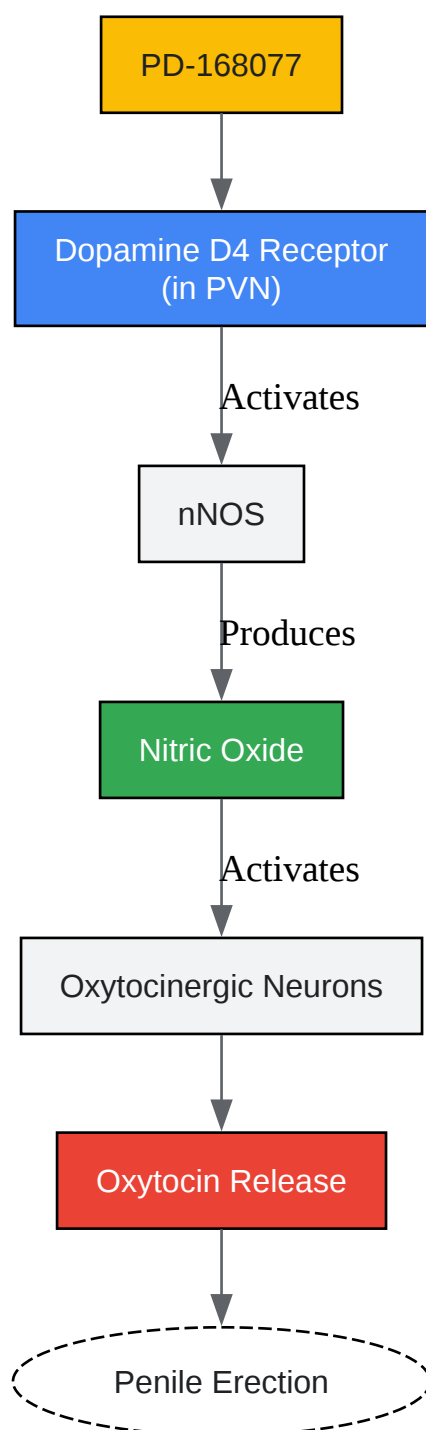 PD-168077
Dopamine D4 Receptor
(in PVN)
Activates
nNOS
Produces
Nitric Oxide
Activates
Oxytocinergic Neurons
Oxytocin Release
Penile Erection